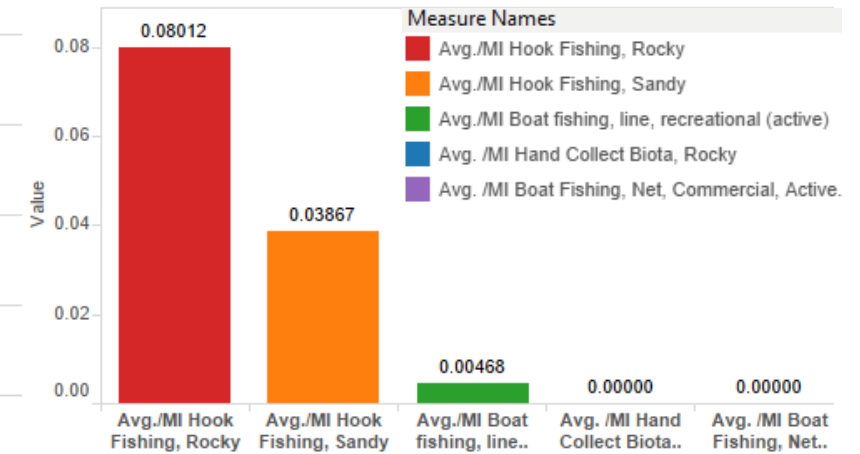 Measure Names
Avg./MI Hook Fishing, Rocky
Avg./MI Hook Fishing, Sandy
Avg./MI Boat fishing, line, recreational (active)
Avg. /MI Hand Collect Biota, Rocky
Avg. /MI Boat Fishing, Net, Commercial, Active.
Value
0.08
0.06
0.04
0.02
0.00
0.08012
0.03867
0.00468
0.00000
0.00000
Avg./MI Hook
Fishing, Rocky
Avg./MI Hook
Fishing, Sandy
Avg./MI Boat
fishing, line..
Avg. /MI Hand
Collect Biota..
Avg. /MI Boat
Fishing, Net..